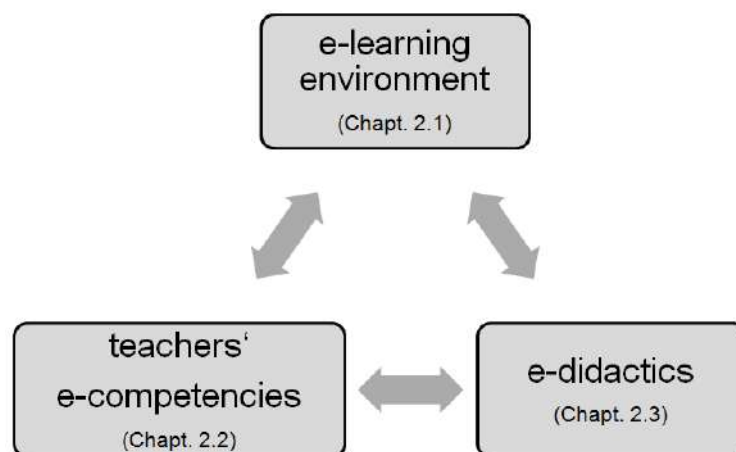 e-learning
environment
(Chapt. 2.1)
teachers‘
e-competencies
(Chapt. 2.2)
e-didactics
(Chapt. 2.3)